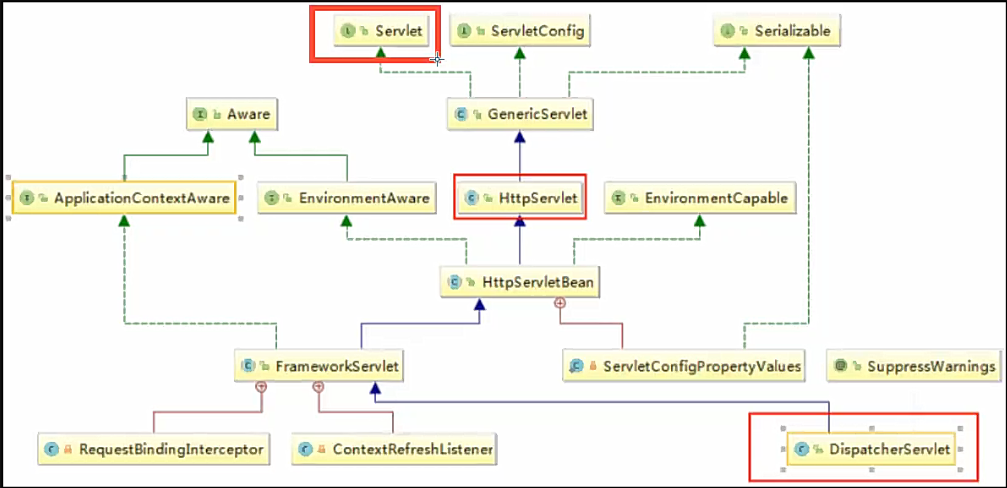 Servlet
ServletConfig
Serializable
Aware
GenericServlet
ApplicationContextAware
EnvironmentAware
HttpServlet
EnvironmentCapable
HttpServletBean
FrameworkServlet
ServletConfigPropertyValues
SuppressWarnings
RequestBindingInterceptor
ContextRefreshListener
DispatcherServlet